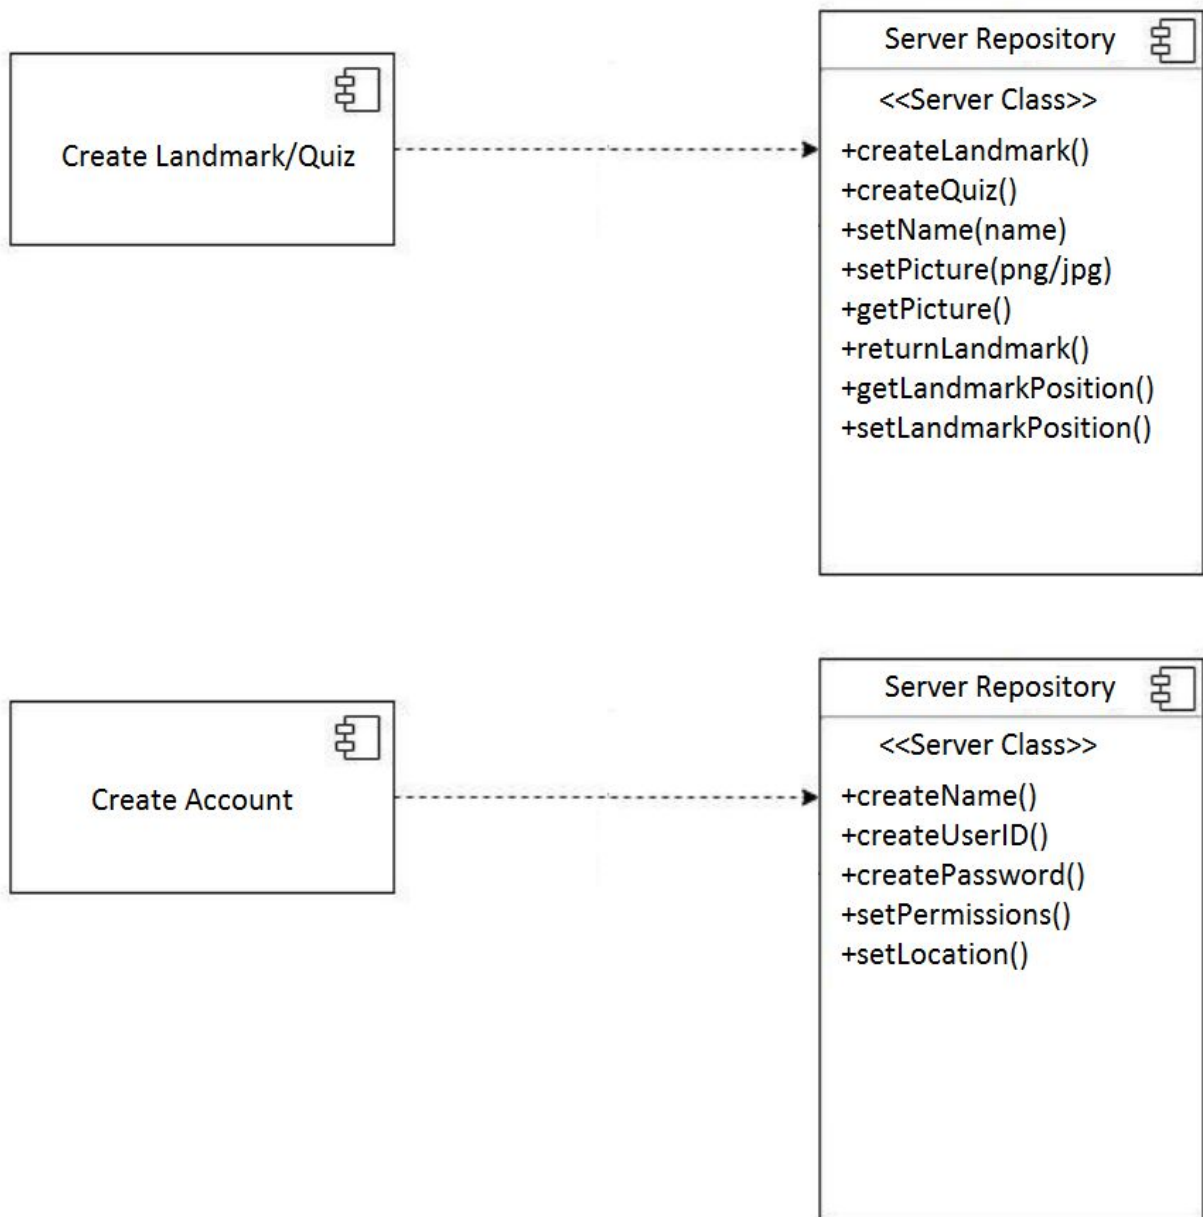 Create Landmark/Quiz
Server Repository
<<Server Class>>
+createLandmark()
+createQuiz()
+setName(name)
+setPicture(png/jpg)
+getPicture()
+returnLandmark()
+getLandmarkPosition()
+setLandmarkPosition()
Create Account
Server Repository
<<Server Class>>
+createName()
+createUserID()
+createPassword()
+setPermissions()
+setLocation()